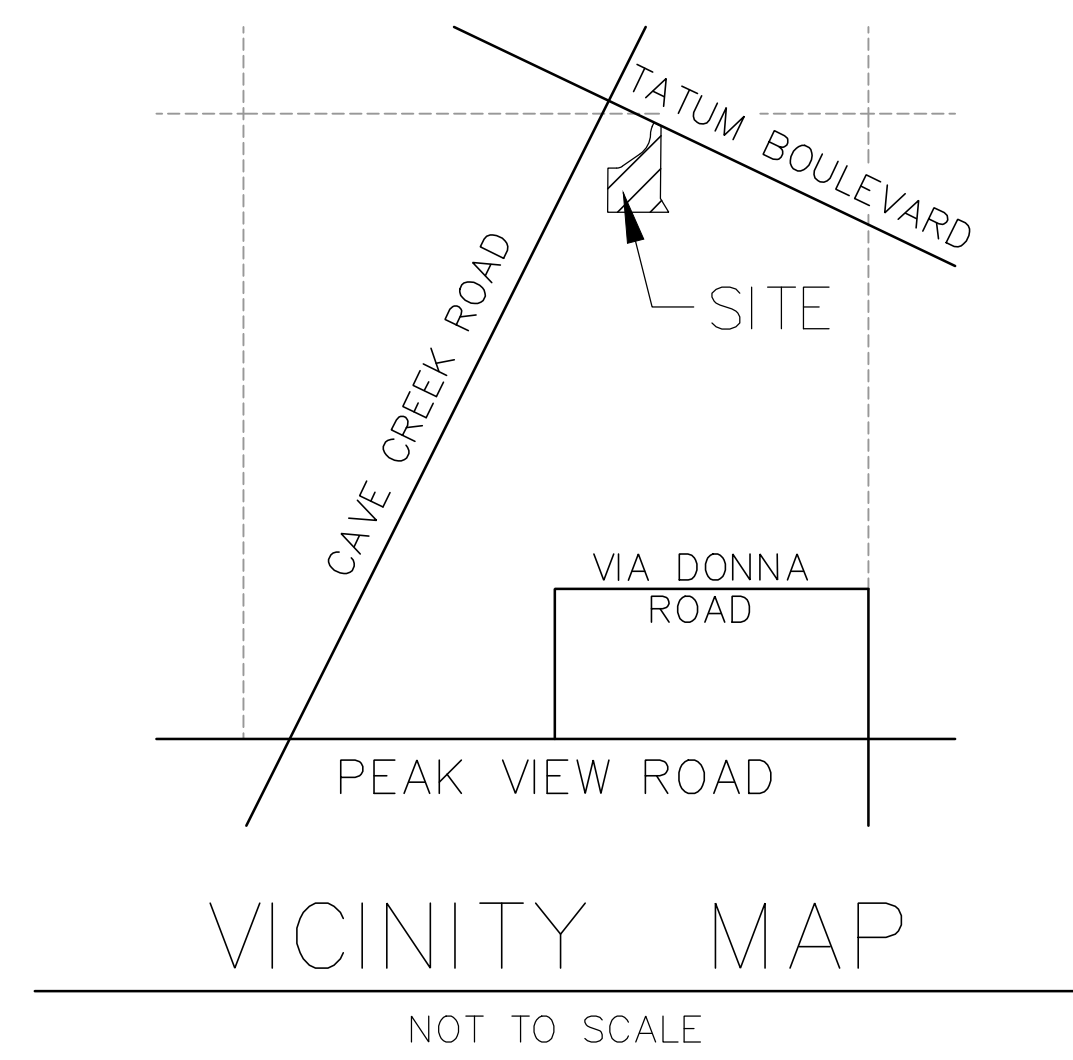 TATUM BOULEVARD
CAVE CREEK ROAD
SITE
VIA DONNA
ROAD
PEAK VIEW ROAD
VICINITY MAP
NOT TO SCALE